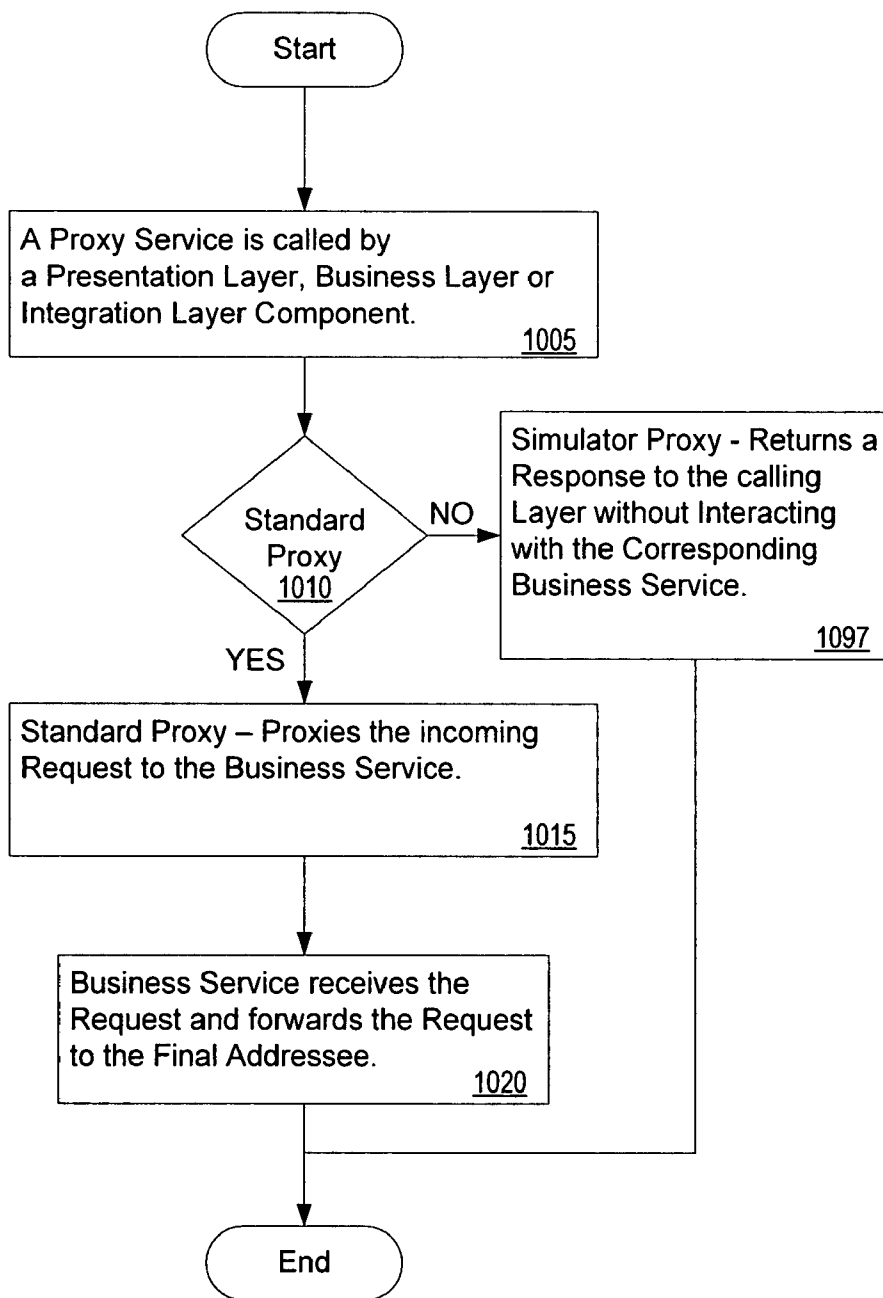 Start
A Proxy Service is called by
a Presentation Layer, Business Layer or
Integration Layer Component.
1005
Standard
Proxy
1010
NO
Simulator Proxy - Returns a
Response to the calling
Layer without Interacting
with the Corresponding
Business Service.
1097
YES
Standard Proxy – Proxies the incoming
Request to the Business Service.
1015
Business Service receives the
Request and forwards the Request
to the Final Addressee.
1020
End